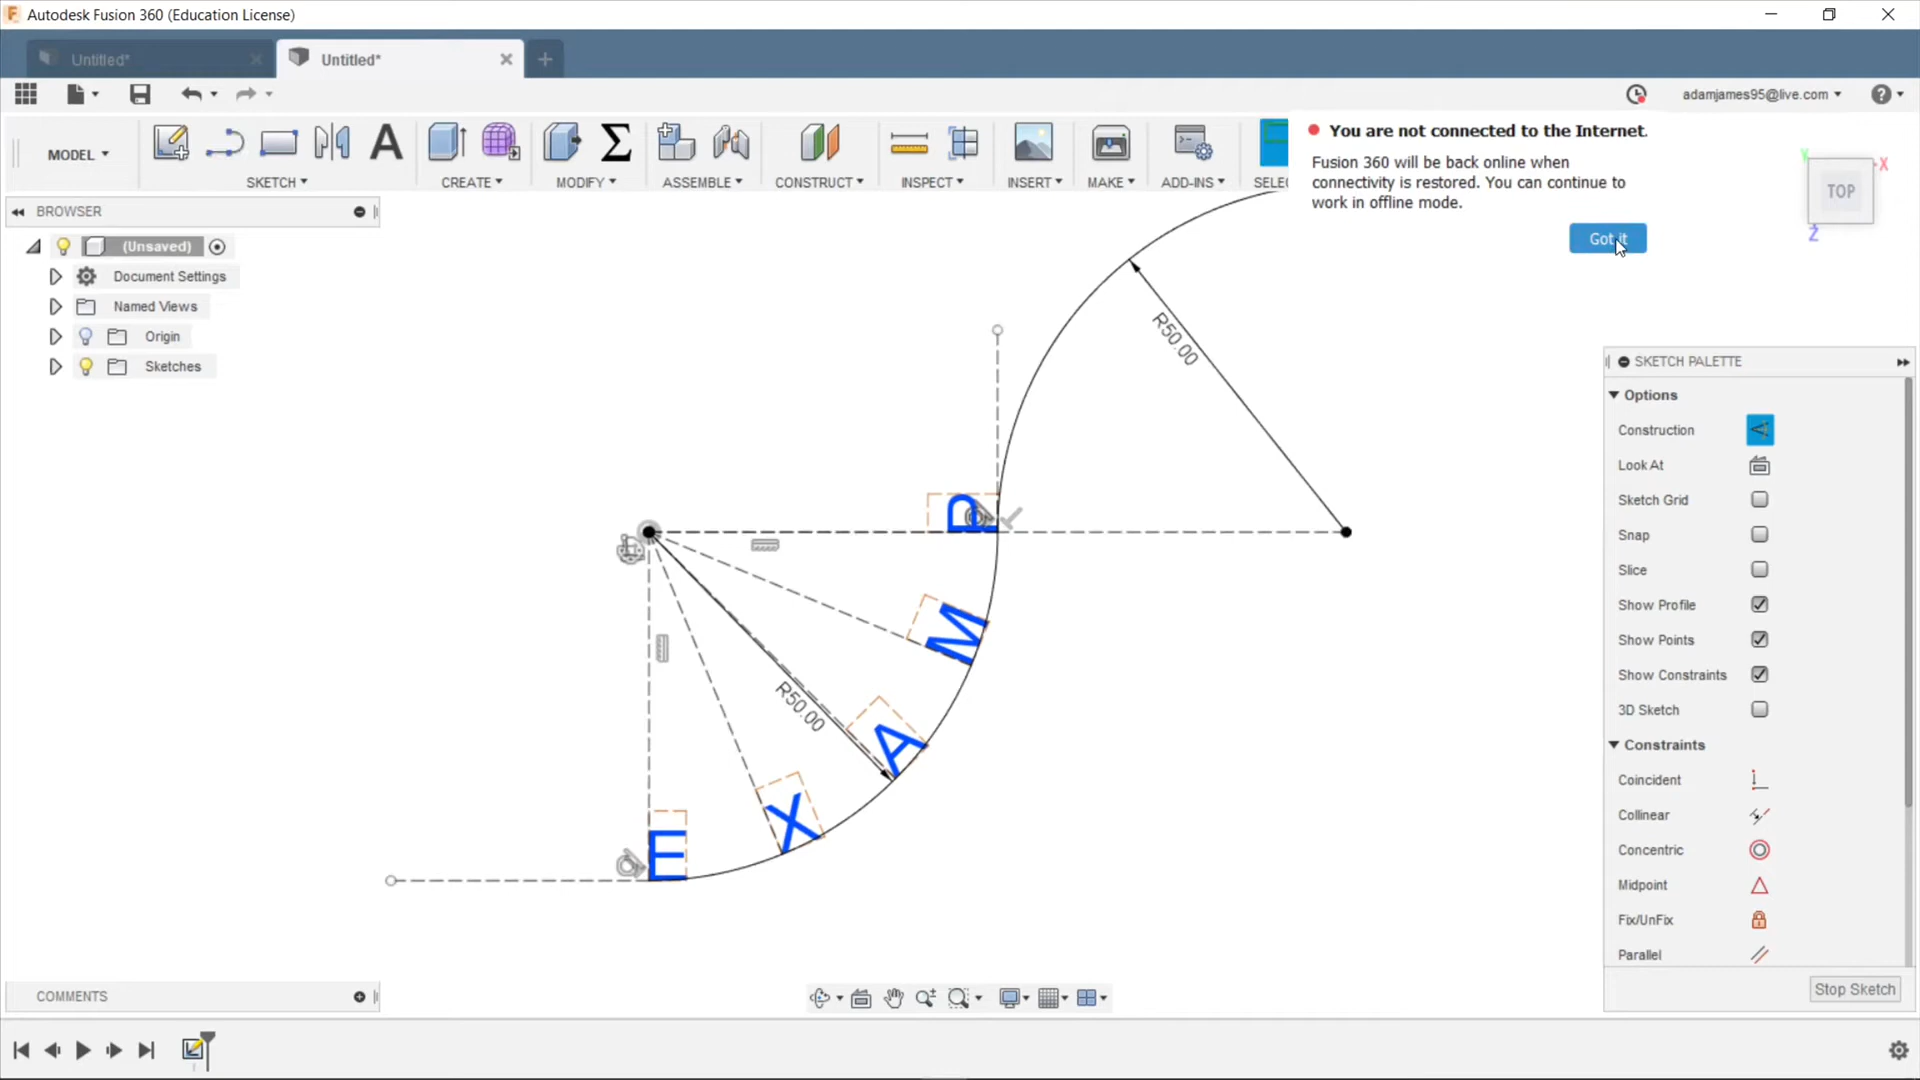 Autodesk Fusion 360 (Education License)
Untitled*
Untitled*
adamjames95@live.com
MODEL
SKETCH
CREATE
MODIFY
ASSEMBLE
CONSTRUCT
INSPECT
INSERT
MAKE
ADD-INS
SELEC
You are not connected to the Internet.
Fusion 360 will be back online when
connectivity is restored. You can continue to
work in offline mode.
Got it
Y
X
TOP
Z
BROWSER
(Unsaved)
Document Settings
Named Views
Origin
Sketches
R50.00
P
M
R50.00
A
X
E
SKETCH PALETTE
Options
Construction
Look At
Sketch Grid
Snap
Slice
Show Profile
Show Points
Show Constraints
3D Sketch
Constraints
Coincident
Collinear
Concentric
Midpoint
Fix/UnFix
Parallel
Stop Sketch
COMMENTS